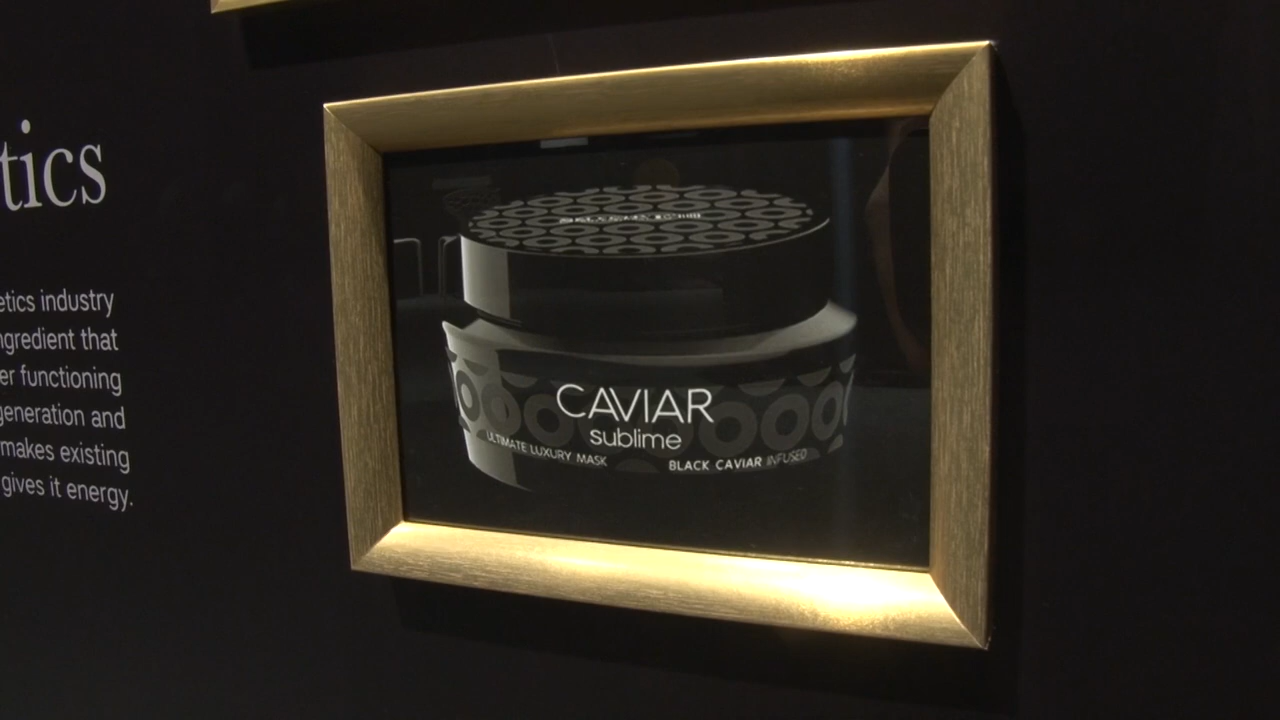 tics
etics industry
ngredient that
er functioning
generation and
makes existing
gives it energy.
CAVIAR
sublime
ULTIMATE LUXURY MASK BLACK CAVIAR INFUSED